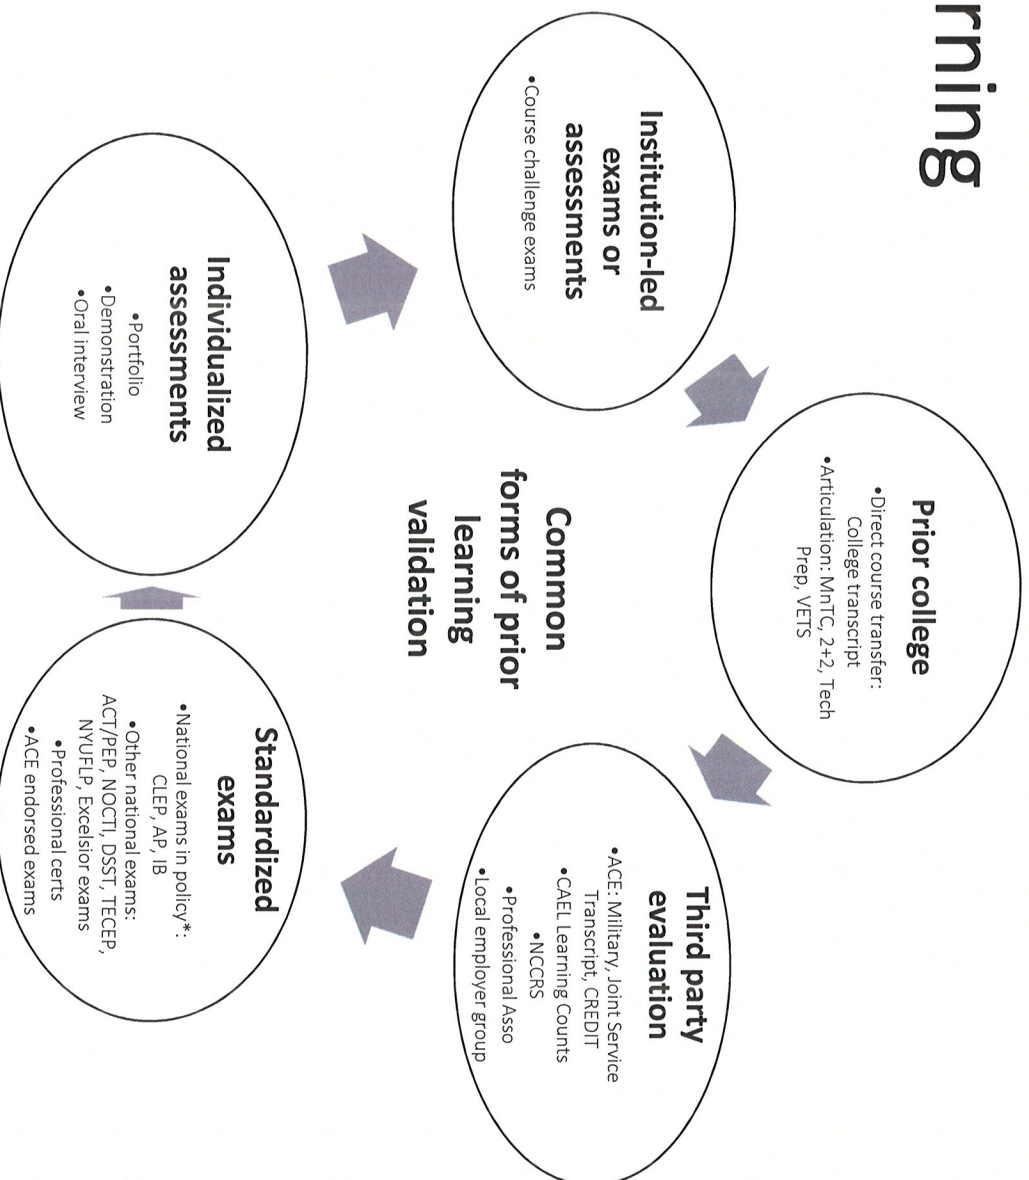 rning
Prior college
•Direct course transfer:
College transcript
•Articulation: MnTC, 2+2, Tech
Prep, VETS
Third party
evaluation
•ACE: Military, Joint Service
Transcript, CREDIT
•CAEL Learning Counts
•NCCRS
•Professional Asso
•Local employer group
Standardized
exams
•National exams in policy*:
CLEP, AP, IB
•Other national exams:
ACT/PEP, NOCTI, DSST, TECEP,
NYUFLP, Excelsior exams
•Professional certs
•ACE endorsed exams
Individualized
assessments
•Portfolio
•Demonstration
•Oral interview
Institution-led
exams or
assessments
•Course challenge exams
Common
forms of prior
learning
validation